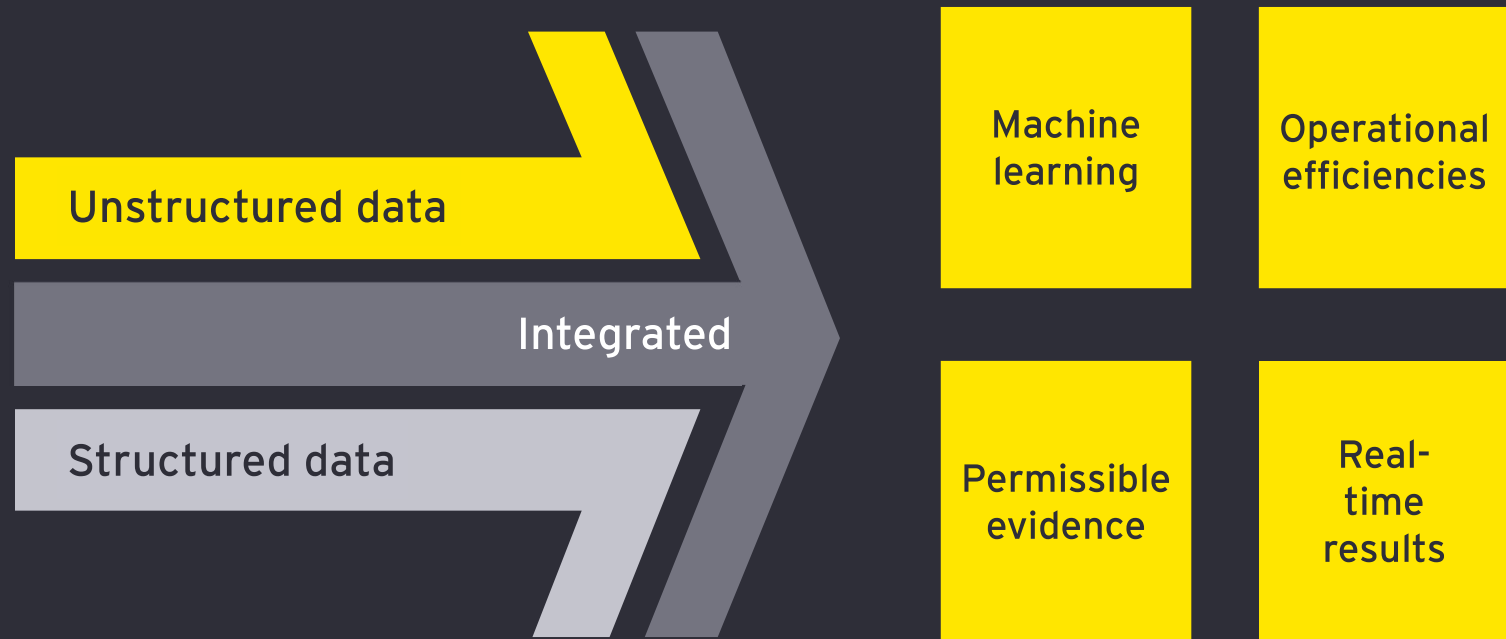 Unstructured data
Integrated
Structured data
Machine
learning
Operational
efficiencies
Permissible
evidence
Real-
time
results